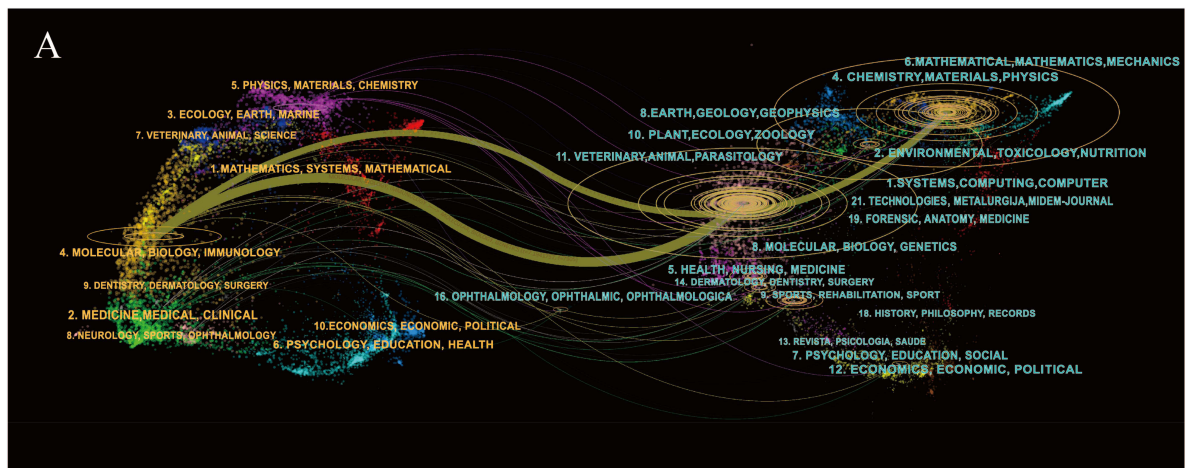 A
5. PHYSICS, MATERIALS, CHEMISTRY
3. ECOLOGY, EARTH, MARINE
7. VETERINARY, ANIMAL, SCIENCE
1.MATHEMATICS, SYSTEMS, MATHEMATICAL
4. MOLECULAR, BIOLOGY, IMMUNOLOGY
9. DENTISTRY, DERMATOLOGY, SURGERY
2. MEDICINE,MEDICAL, CLINICAL
8. NEUROLOGY, SPORTS, OPHTHALMOLOGY
10.ECONOMICS, ECONOMIC, POLITICAL
6. PSYCHOLOGY, EDUCATION, HEALTH
6.MATHEMATICAL,MATHEMATICS,MECHANICS
4. CHEMISTRY,MATERIALS,PHYSICS
8.EARTH,GEOLOGY,GEOPHYSICS
10. PLANT,ECOLOGY,ZOOLOGY
11. VETERINARY,ANIMAL,PARASITOLOGY
2. ENVIRONMENTAL,TOXICOLOGY,NUTRITION
1.SYSTEMS,COMPUTING,COMPUTER
21. TECHNOLOGIES, METALURGIJA,MIDEM-JOURNAL
19. FORENSIC, ANATOMY, MEDICINE
8. MOLECULAR, BIOLOGY, GENETICS
5. HEALTH, NURSING, MEDICINE
14. DERMATOLOGY, DENTISTRY, SURGERY
16. OPHTHALMOLOGY, OPHTHALMIC, OPHTHALMOLOGICA
9. SPORTS, REHABILITATION, SPORT
18. HISTORY, PHILOSOPHY, RECORDS
13. REVISTA, PSICOLOGIA, SAUDE
7. PSYCHOLOGY, EDUCATION, SOCIAL
12. ECONOMICS, ECONOMIC, POLITICAL